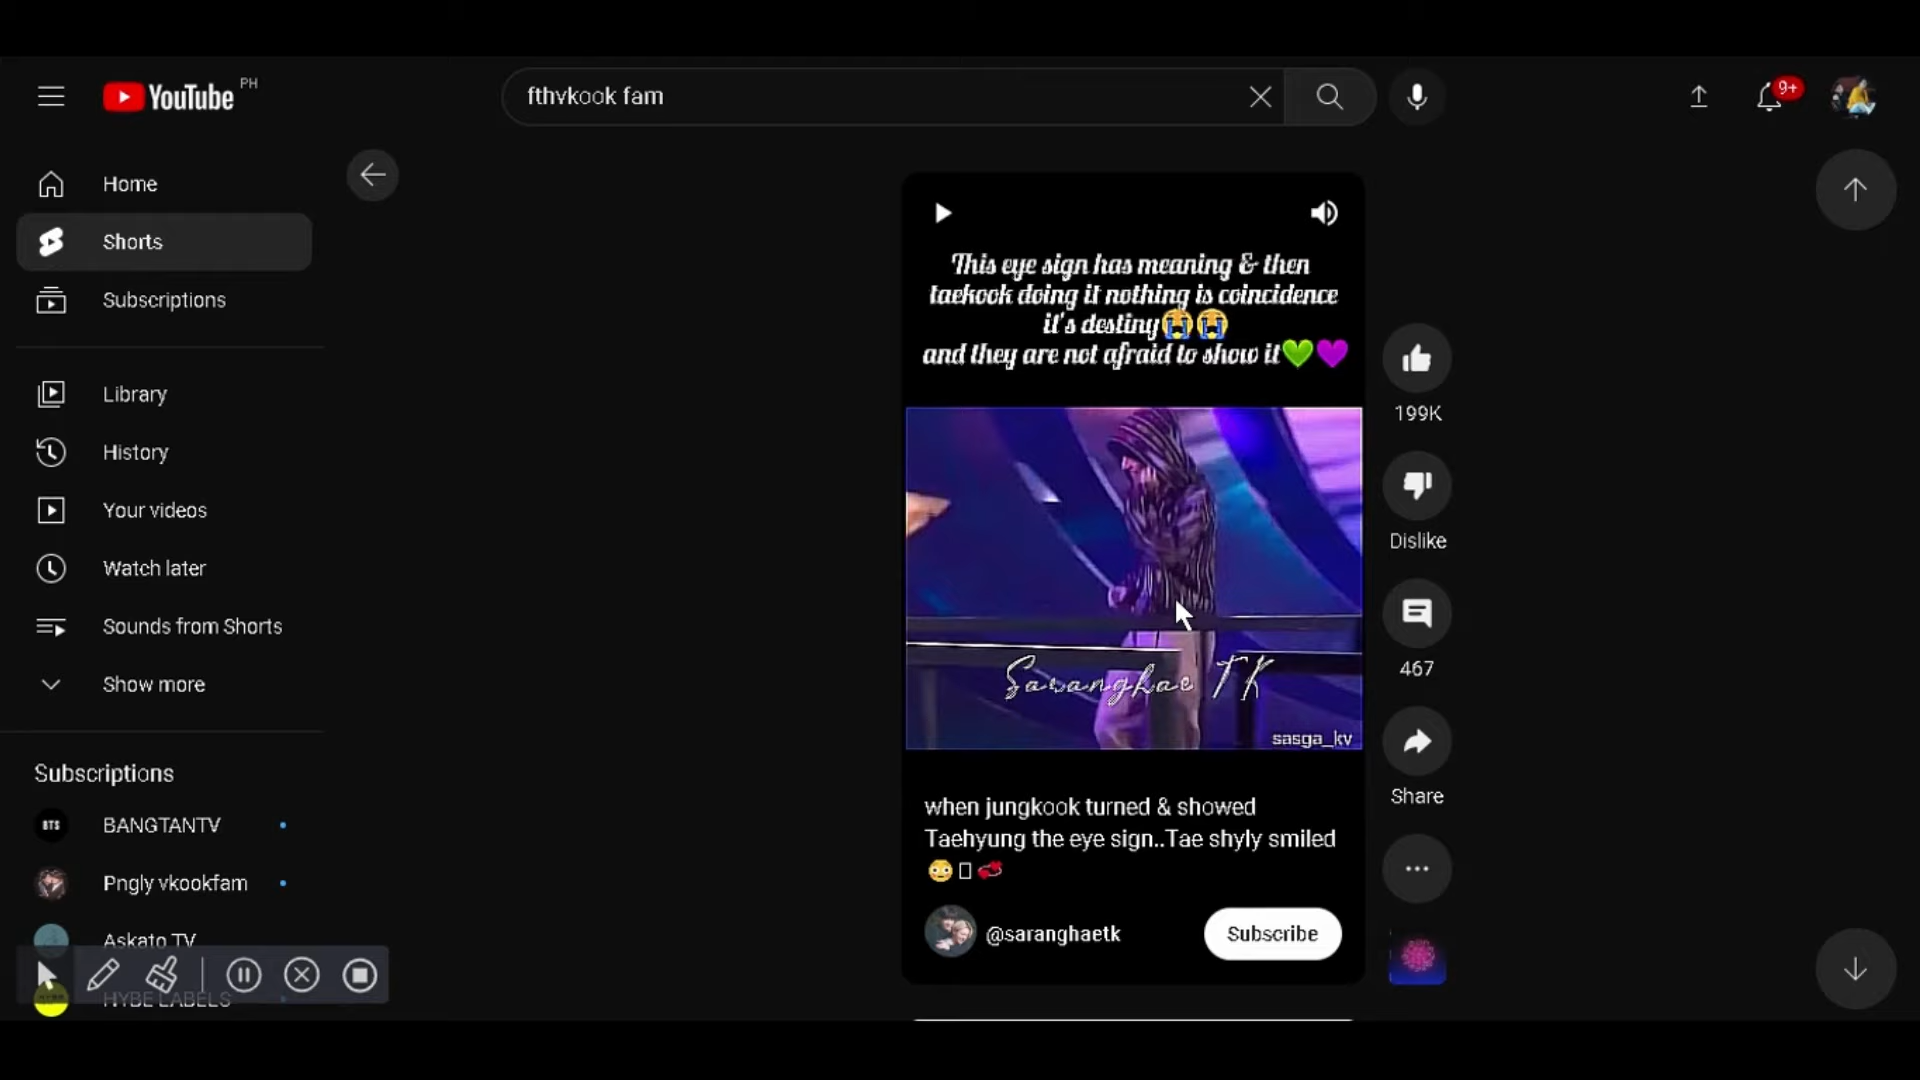 YouTube PH
fthvkook fam
9+
Home
Shorts
Subscriptions
Library
History
Your videos
Watch later
Sounds from Shorts
Show more
Subscriptions
BTS
BANGTANTV
Pngly vkookfam
Askato TV
HYBE LABELS
This eye sign has meaning & then
taekook doing it nothing is coincidence
it's destiny😭😭
and they are not afraid to show it💚💜
Saranghae TK
sasga_kv
when jungkook turned & showed
Taehyung the eye sign..Tae shyly smiled
😳▯💞
@saranghaetk
Subscribe
199K
Dislike
467
Share